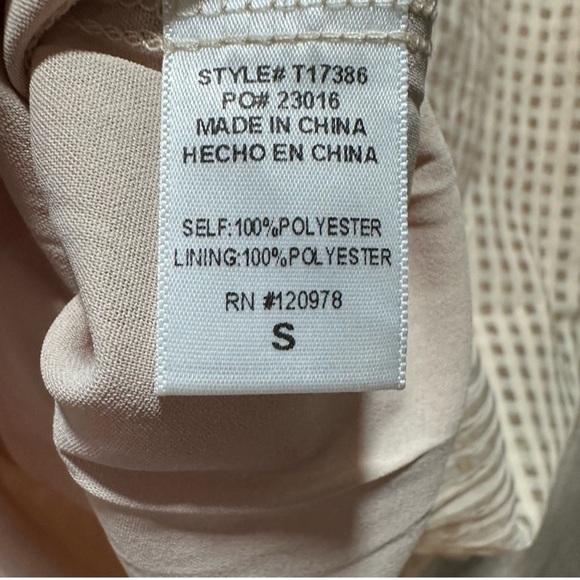 STYLE# T17386
PO# 23016
MADE IN CHINA
HECHO EN CHINA
SELF:100%POLYESTER
LINING:100%POLYESTER
RN #120978
S